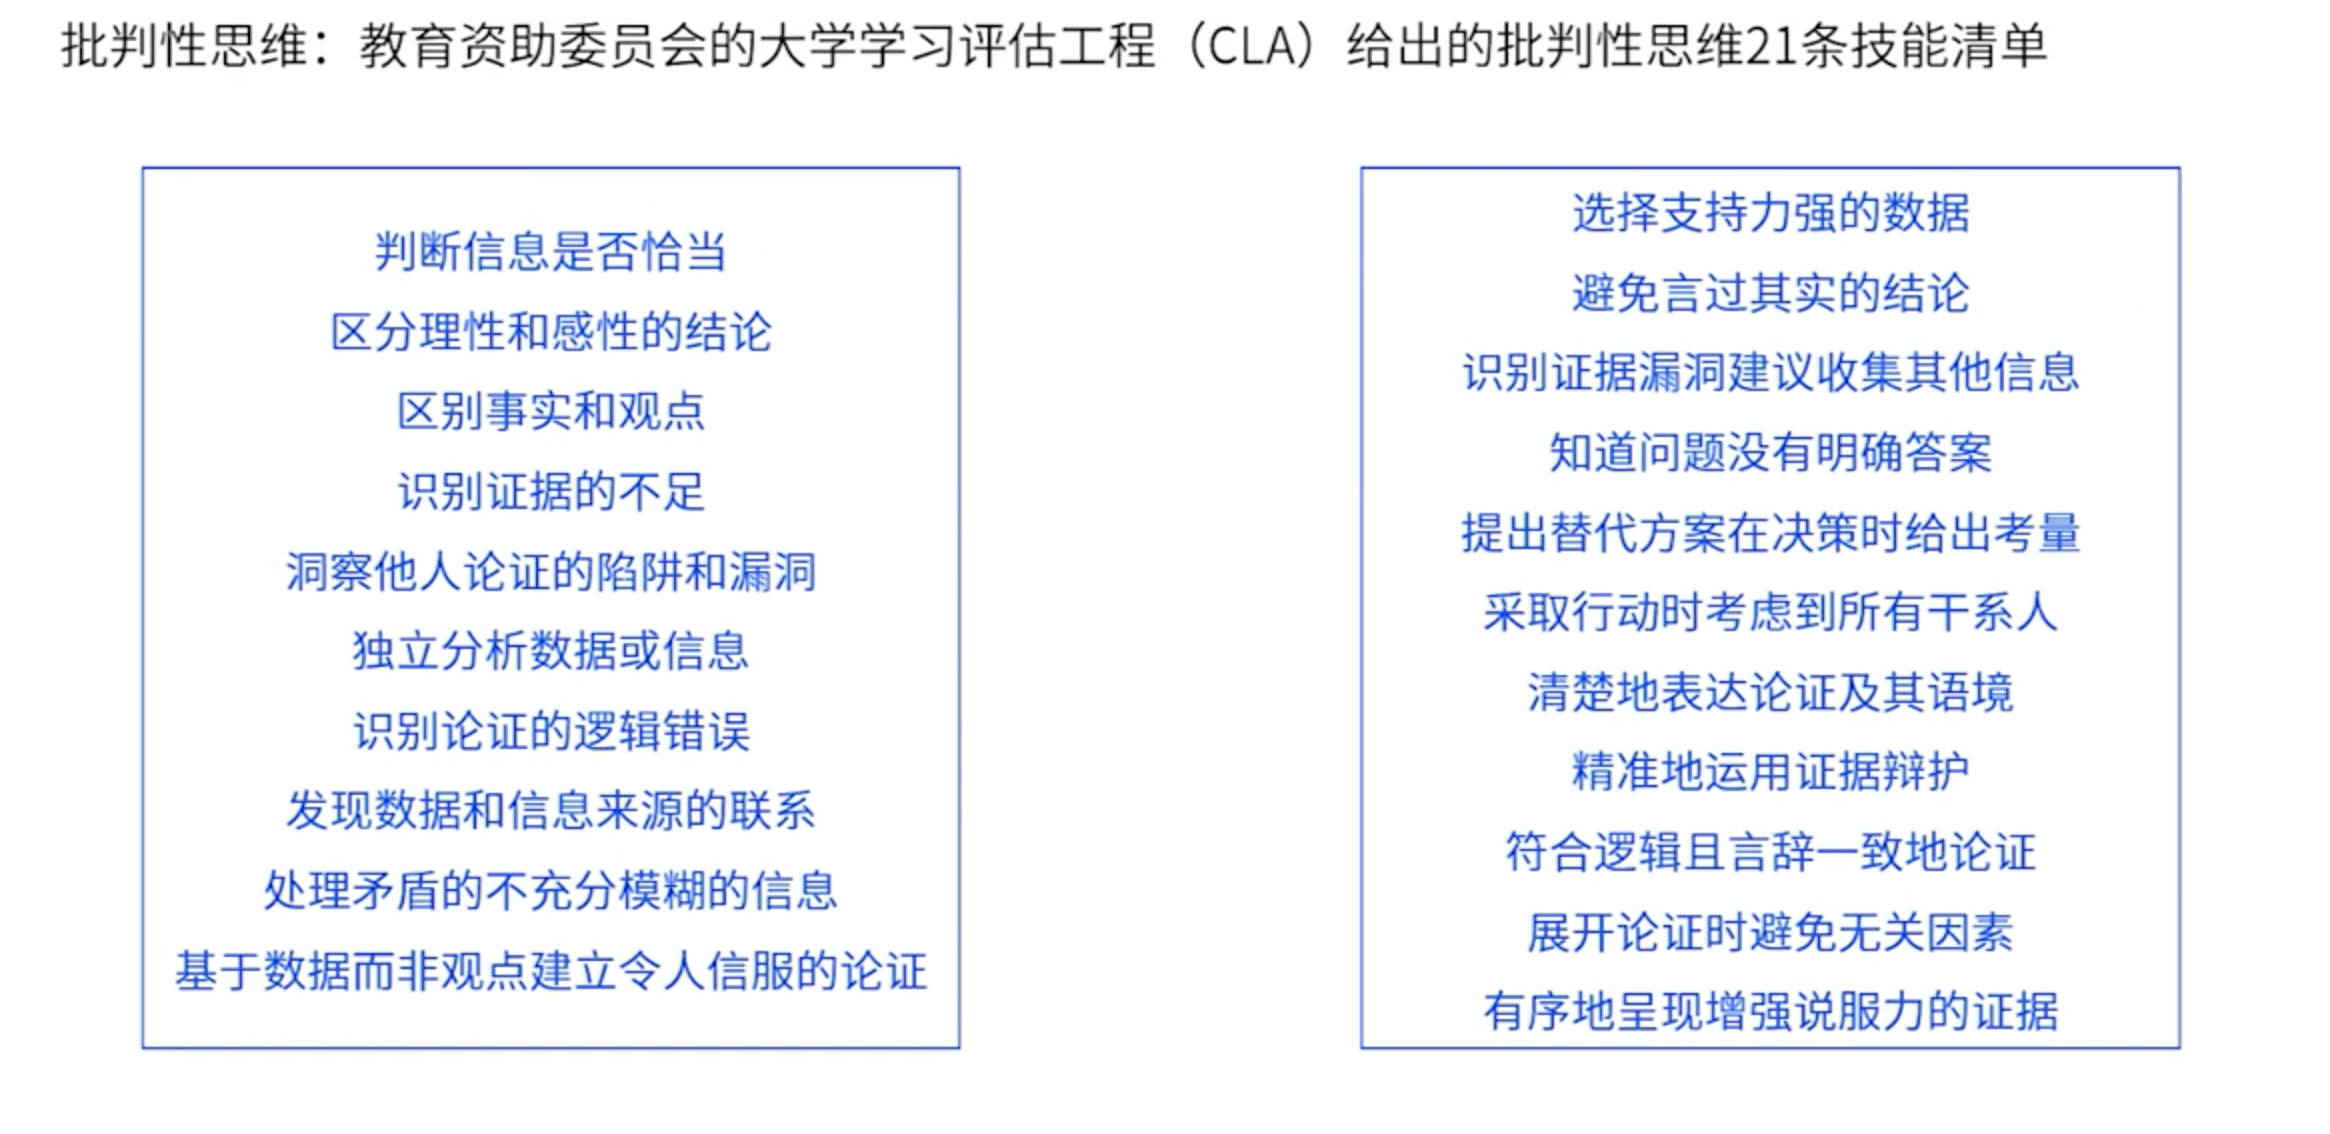 批判性思维：教育资助委员会的大学学习评估工程（CLA）给出的批判性思维21条技能清单
判断信息是否恰当
区分理性和感性的结论
区别事实和观点
识别证据的不足
洞察他人论证的陷阱和漏洞
独立分析数据或信息
识别论证的逻辑错误
发现数据和信息来源的联系
处理矛盾的不充分模糊的信息
基于数据而非观点建立令人信服的论证
选择支持力强的数据
避免言过其实的结论
识别证据漏洞建议收集其他信息
知道问题没有明确答案
提出替代方案在决策时给出考量
采取行动时考虑到所有干系人
清楚地表达论证及其语境
精准地运用证据辩护
符合逻辑且言辞一致地论证
展开论证时避免无关因素
有序地呈现增强说服力的证据